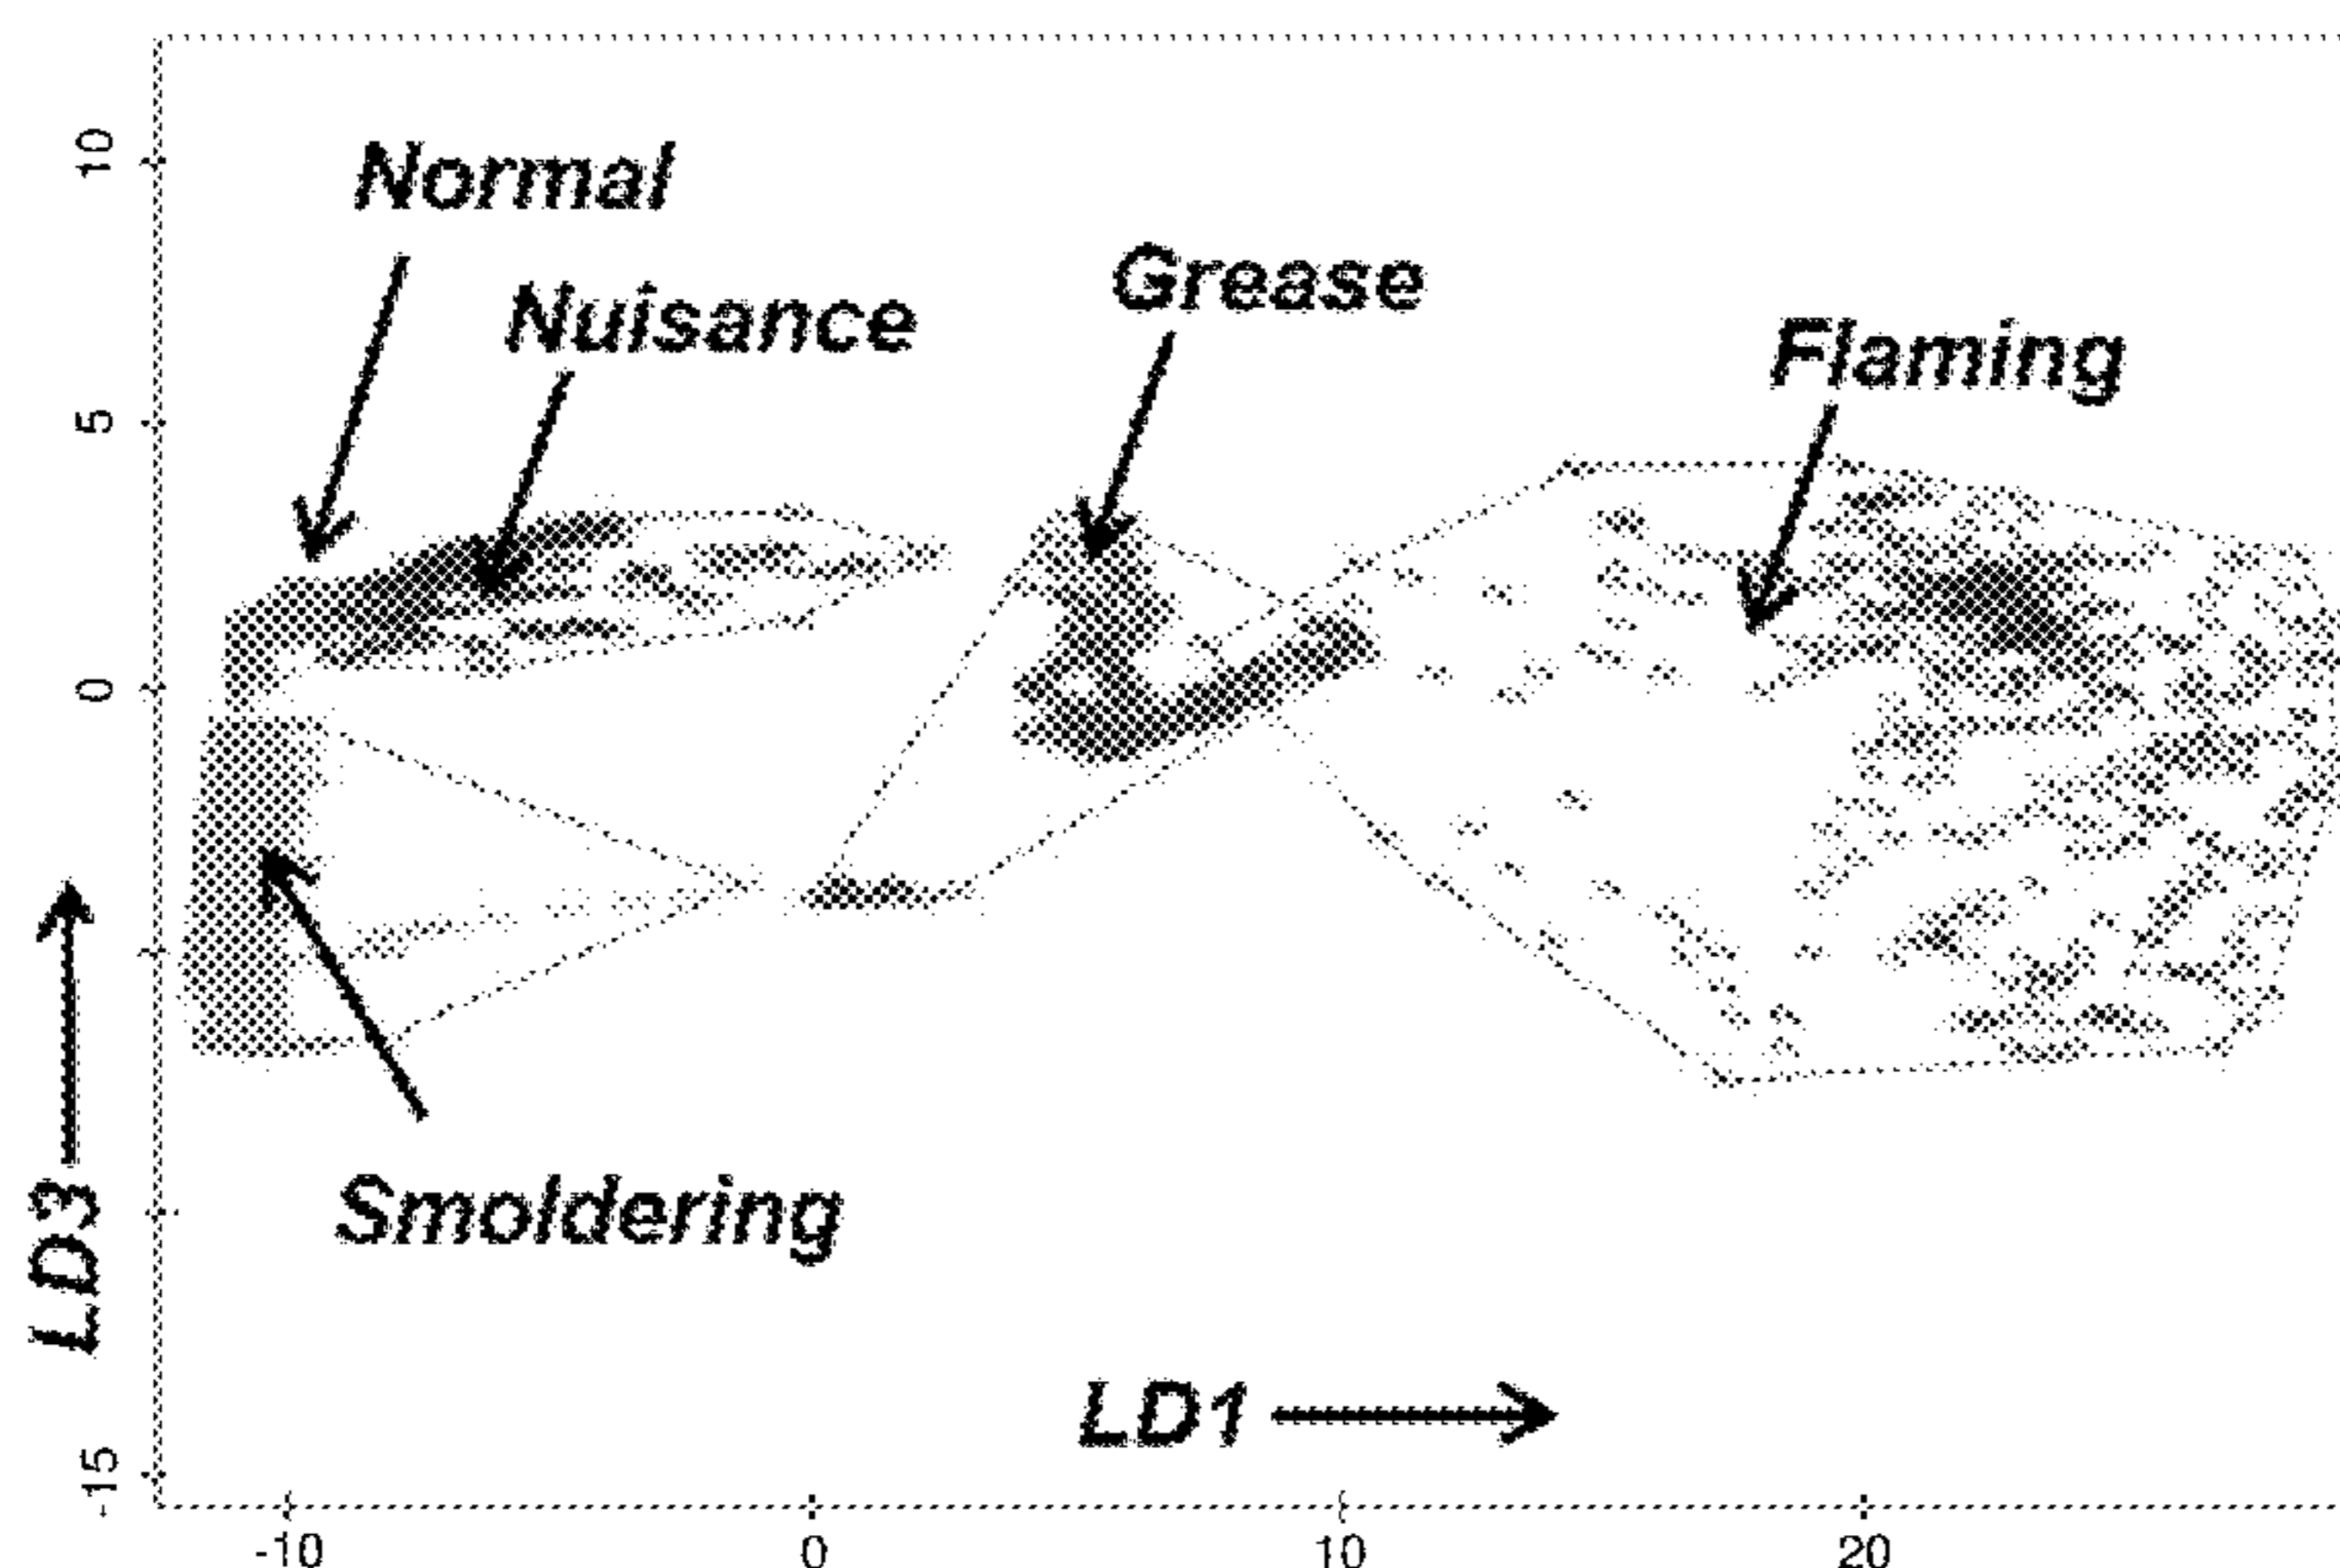 10
Normal
Grease
Nuisance
Flaming
5
0
Smoldering
LD3
LD1
-15
-10 0 10 20